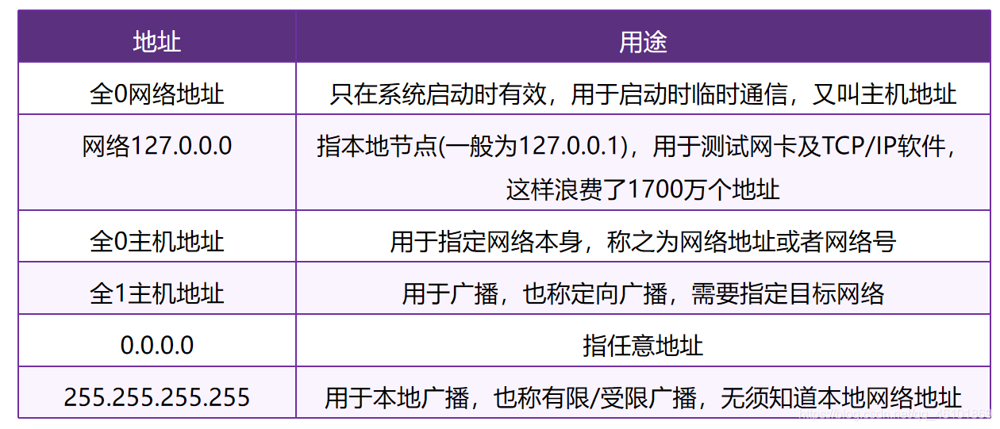 地址
用途
全0网络地址
只在系统启动时有效，用于启动时临时通信，又叫主机地址
网络127.0.0.0
指本地节点(一般为127.0.0.1)，用于测试网卡及TCP/IP软件，
这样浪费了1700万个地址
全0主机地址
用于指定网络本身，称之为网络地址或者网络号
全1主机地址
用于广播，也称定向广播，需要指定目标网络
0.0.0.0
指任意地址
255.255.255.255
用于本地广播，也称有限/受限广播，无须知道本地网络地址
https://blog.csdn.net/qq_46101869